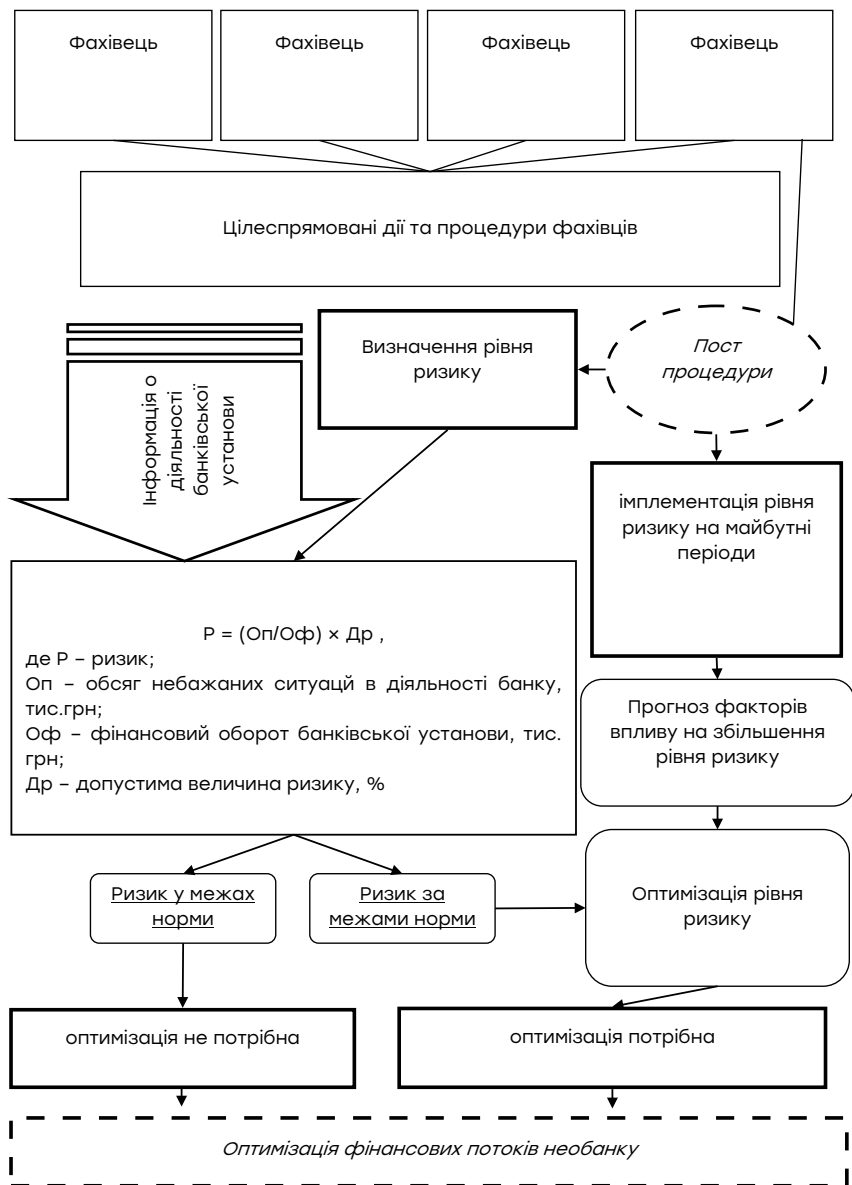 Фахівець
Фахівець
Фахівець
Фахівець
Цілеспрямовані дії та процедури фахівців
Інформація о
діяльності
банківської
установи
Визначення рівня
ризику
Пост
процедури
імплементація рівня
ризику на майбутні
періоди
Р = (Оп/Оф) × Др ,
де Р – ризик;
Оп – обсяг небажаних ситуацй в діяльності банку,
тис.грн;
Оф – фінансовий оборот банківської установи, тис.
грн;
Др – допустима величина ризику, %
Прогноз факторів
впливу на збільшення
рівня ризику
Ризик у межах
норми
Ризик за
межами норми
Оптимізація рівня
ризику
оптимізація не потрібна
оптимізація потрібна
Оптимізація фінансових потоків необанку